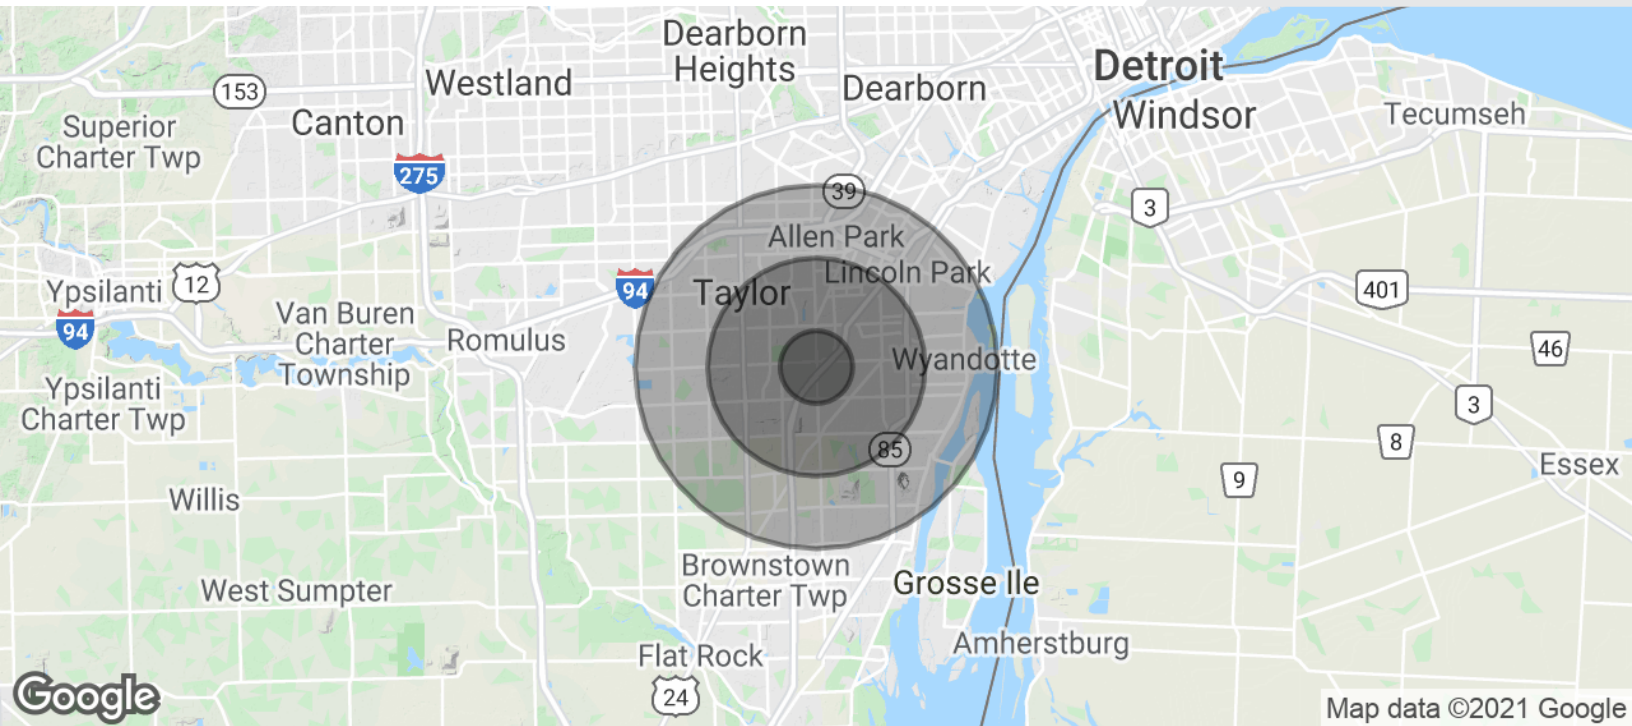 Dearborn
Heights
Detroit
Westland
Dearborn
153
Windsor
Tecumseh
Canton
Superior
Charter Twp
275
39
3
Allen Park
Lincoln Park
12
Ypsilanti
94
Taylor
401
Van Buren
Charter
Township
94
Romulus
Wyandotte
46
Ypsilanti
Charter Twp
3
85
8
Essex
9
Willis
Brownstown
Charter Twp
Grosse Ile
West Sumpter
Amherstburg
Flat Rock
24
Google
Map data ©2021 Google